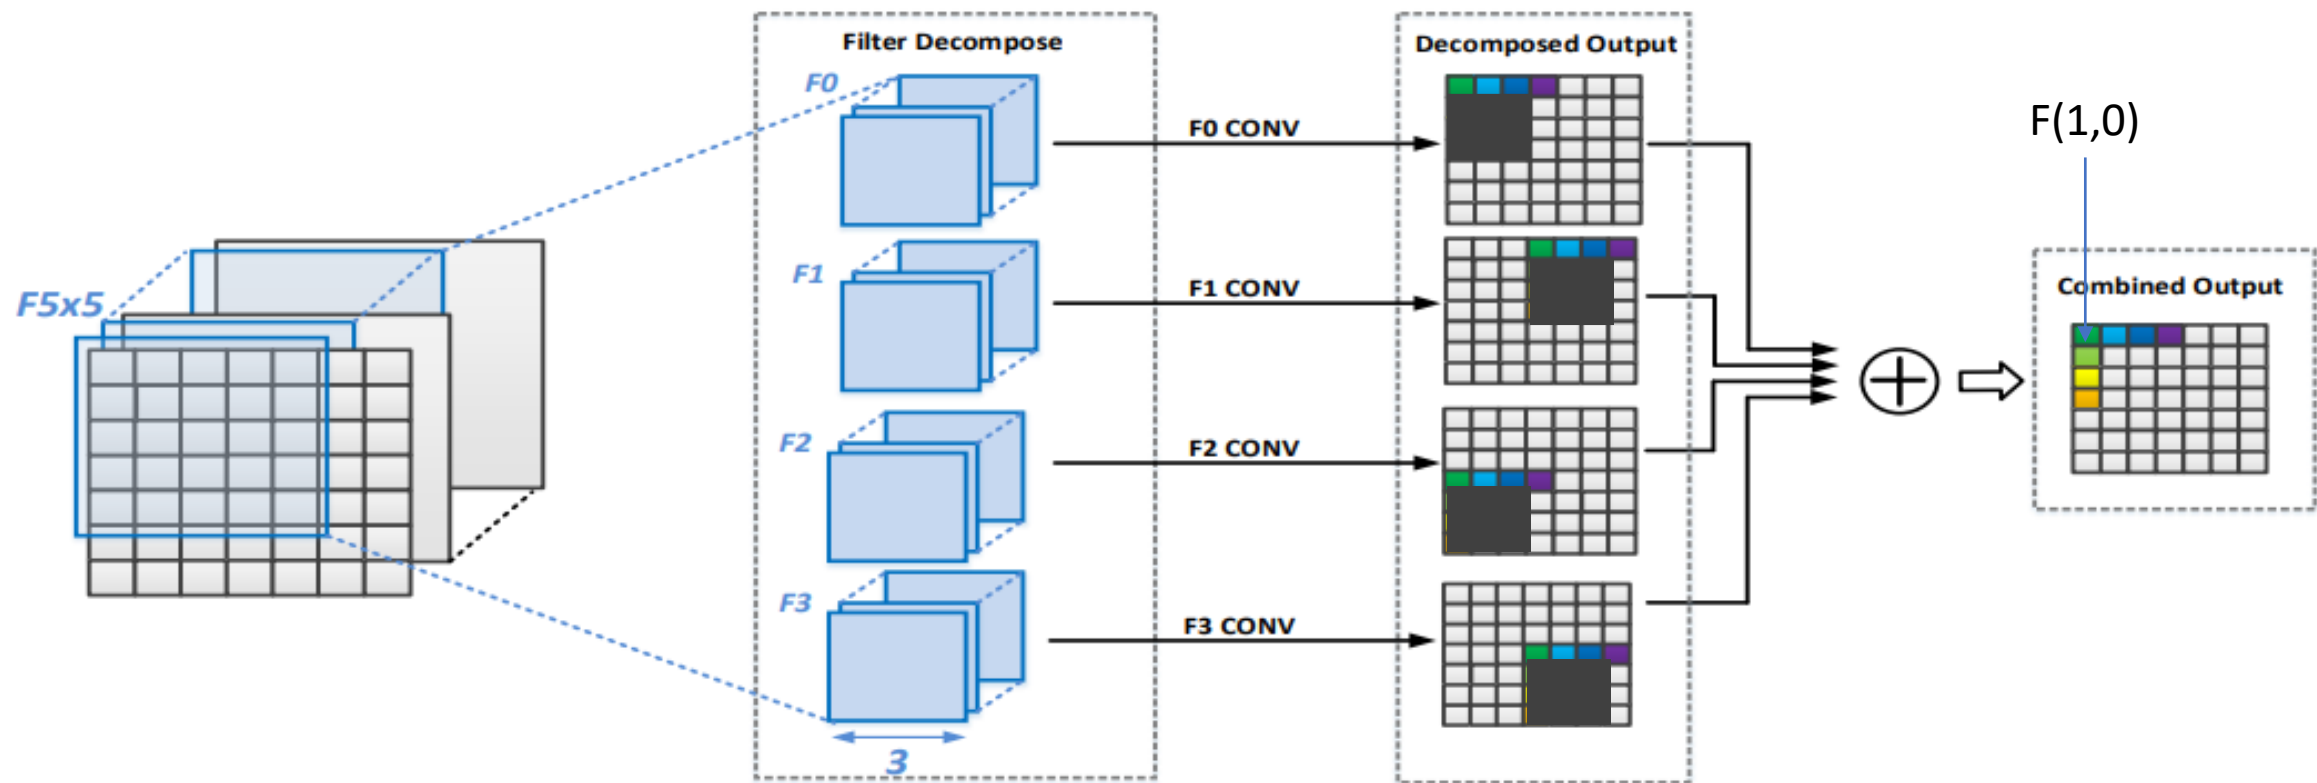 Filter Decompose
Decomposed Output
F0
F0 CONV
F(1,0)
F1
F1 CONV
F5x5
Combined Output
F2
F2 CONV
F3
F3 CONV
3